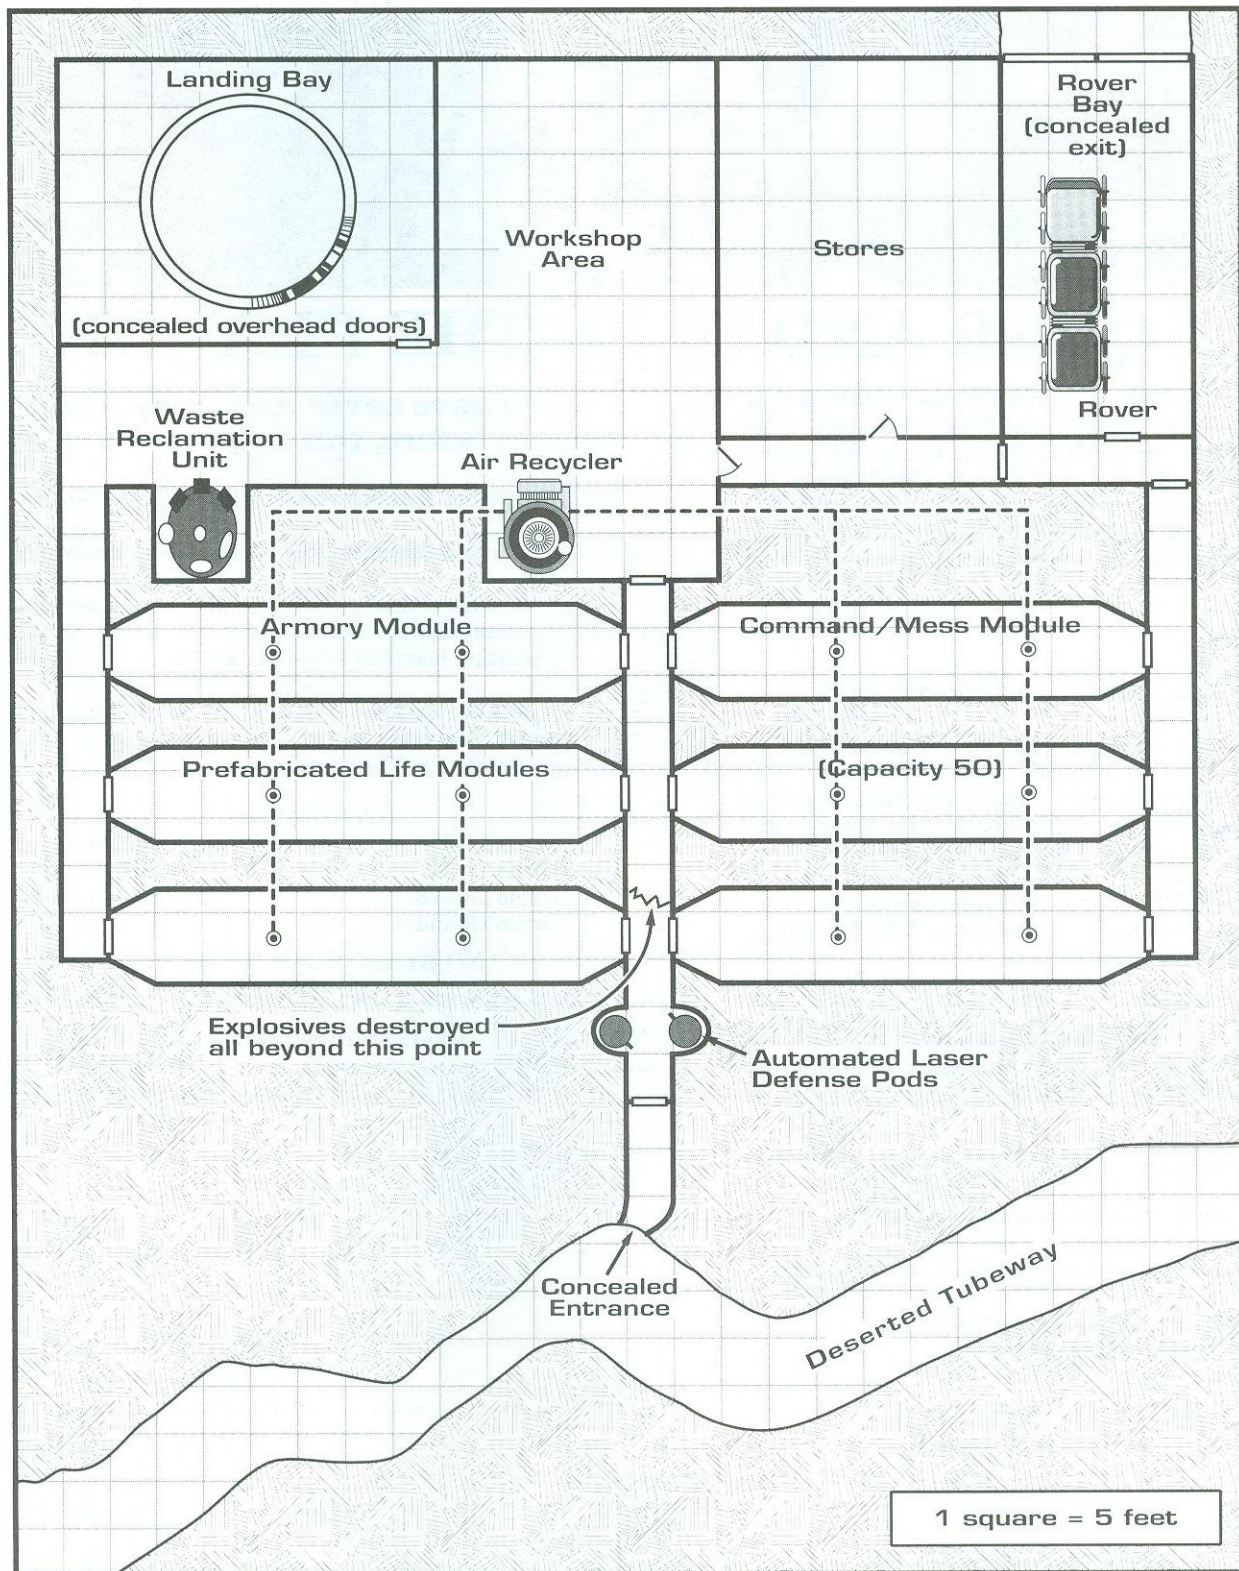 Landing Bay
(concealed overhead doors)
Workshop
Area
Stores
Rover
Bay
(concealed
exit)
Rover
Waste
Reclamation
Unit
Air Recycler
Armory Module
Command/Mess Module
Prefabricated Life Modules
(Capacity 50)
Explosives destroyed
all beyond this point
Automated Laser
Defense Pods
Concealed
Entrance
Deserted Tubeway
1 square = 5 feet